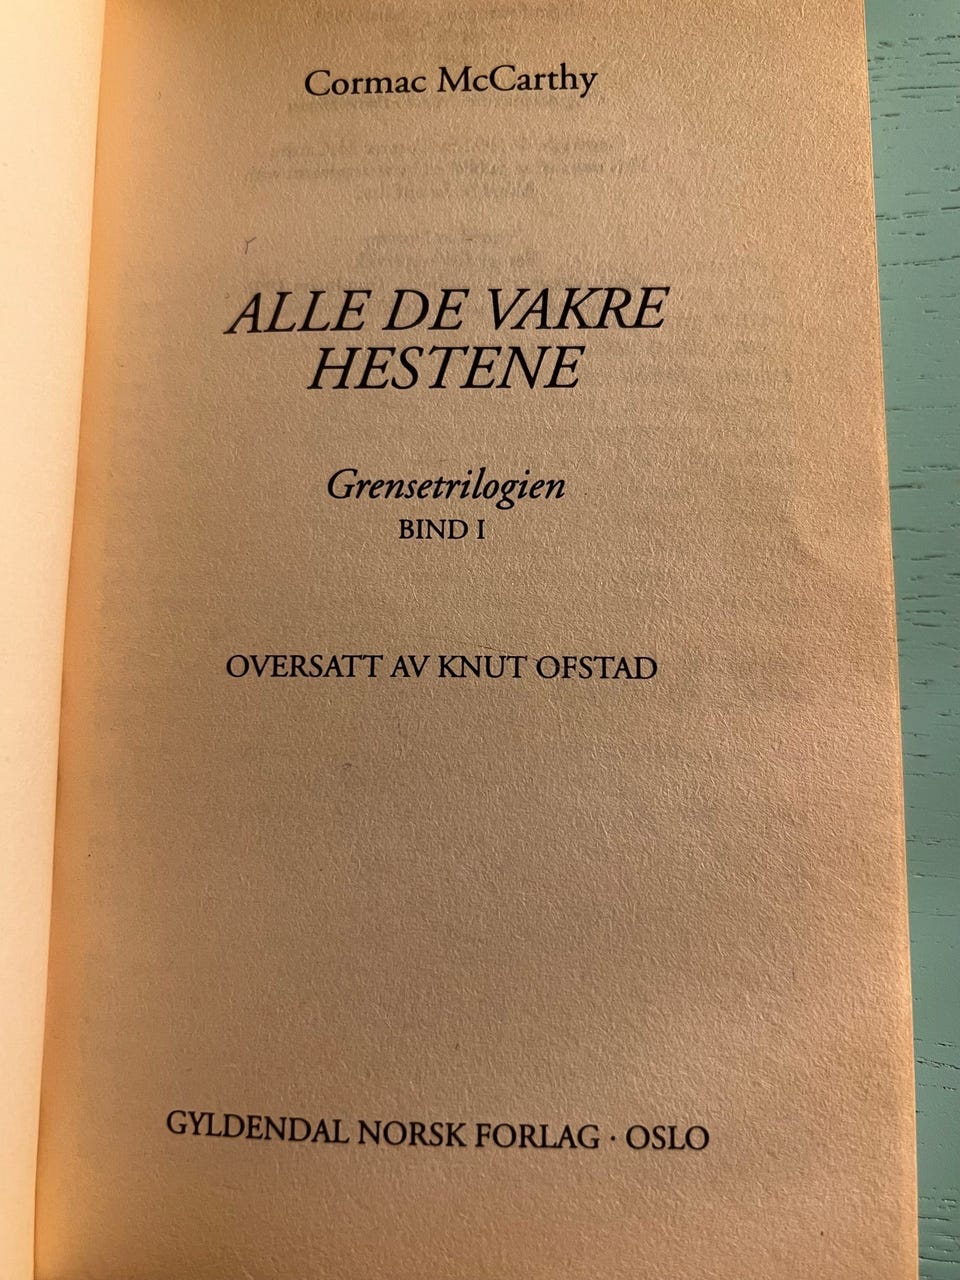 Cormac McCarthy
ALLE DE VAKRE
HESTENE
Grensetrilogien
BIND I
OVERSATT AV KNUT OFSTAD
GYLDENDAL NORSK FORLAG · OSLO